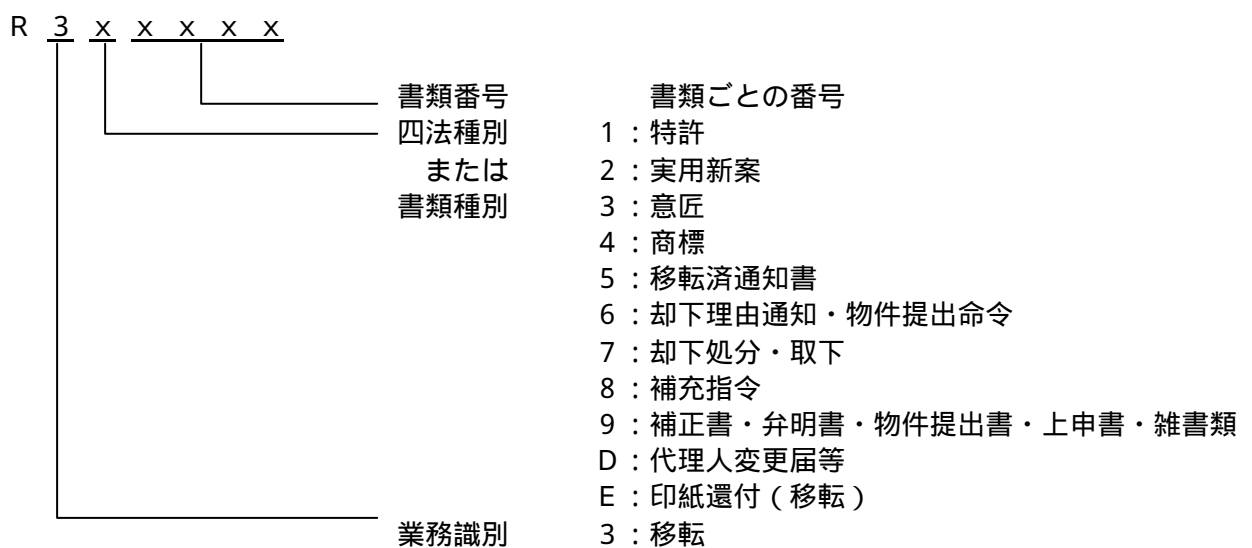 R 3 x x x x x
書類番号 書類ごとの番号
四法種別 1:特許
または 2:実用新案
書類種別 3:意匠
4:商標
5:移転済通知書
6:却下理由通知・物件提出命令
7:却下処分・取下
8:補充指令
9:補正書・弁明書・物件提出書・上申書・雑書類
D:代理人変更届等
E:印紙還付(移転)
業務識別 3:移転